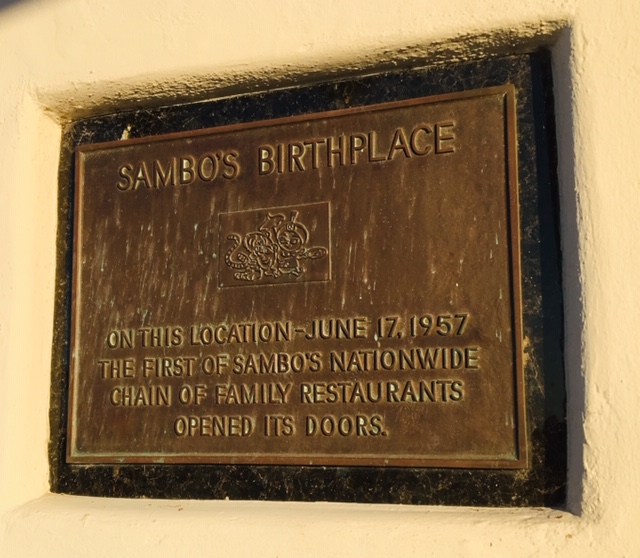 SAMBO'S BIRTHPLACE
ON THIS LOCATION-JUNE 17, 1957
THE FIRST OF SAMBO'S NATIONWIDE
CHAIN OF FAMILY RESTAURANTS
OPENED ITS DOORS.